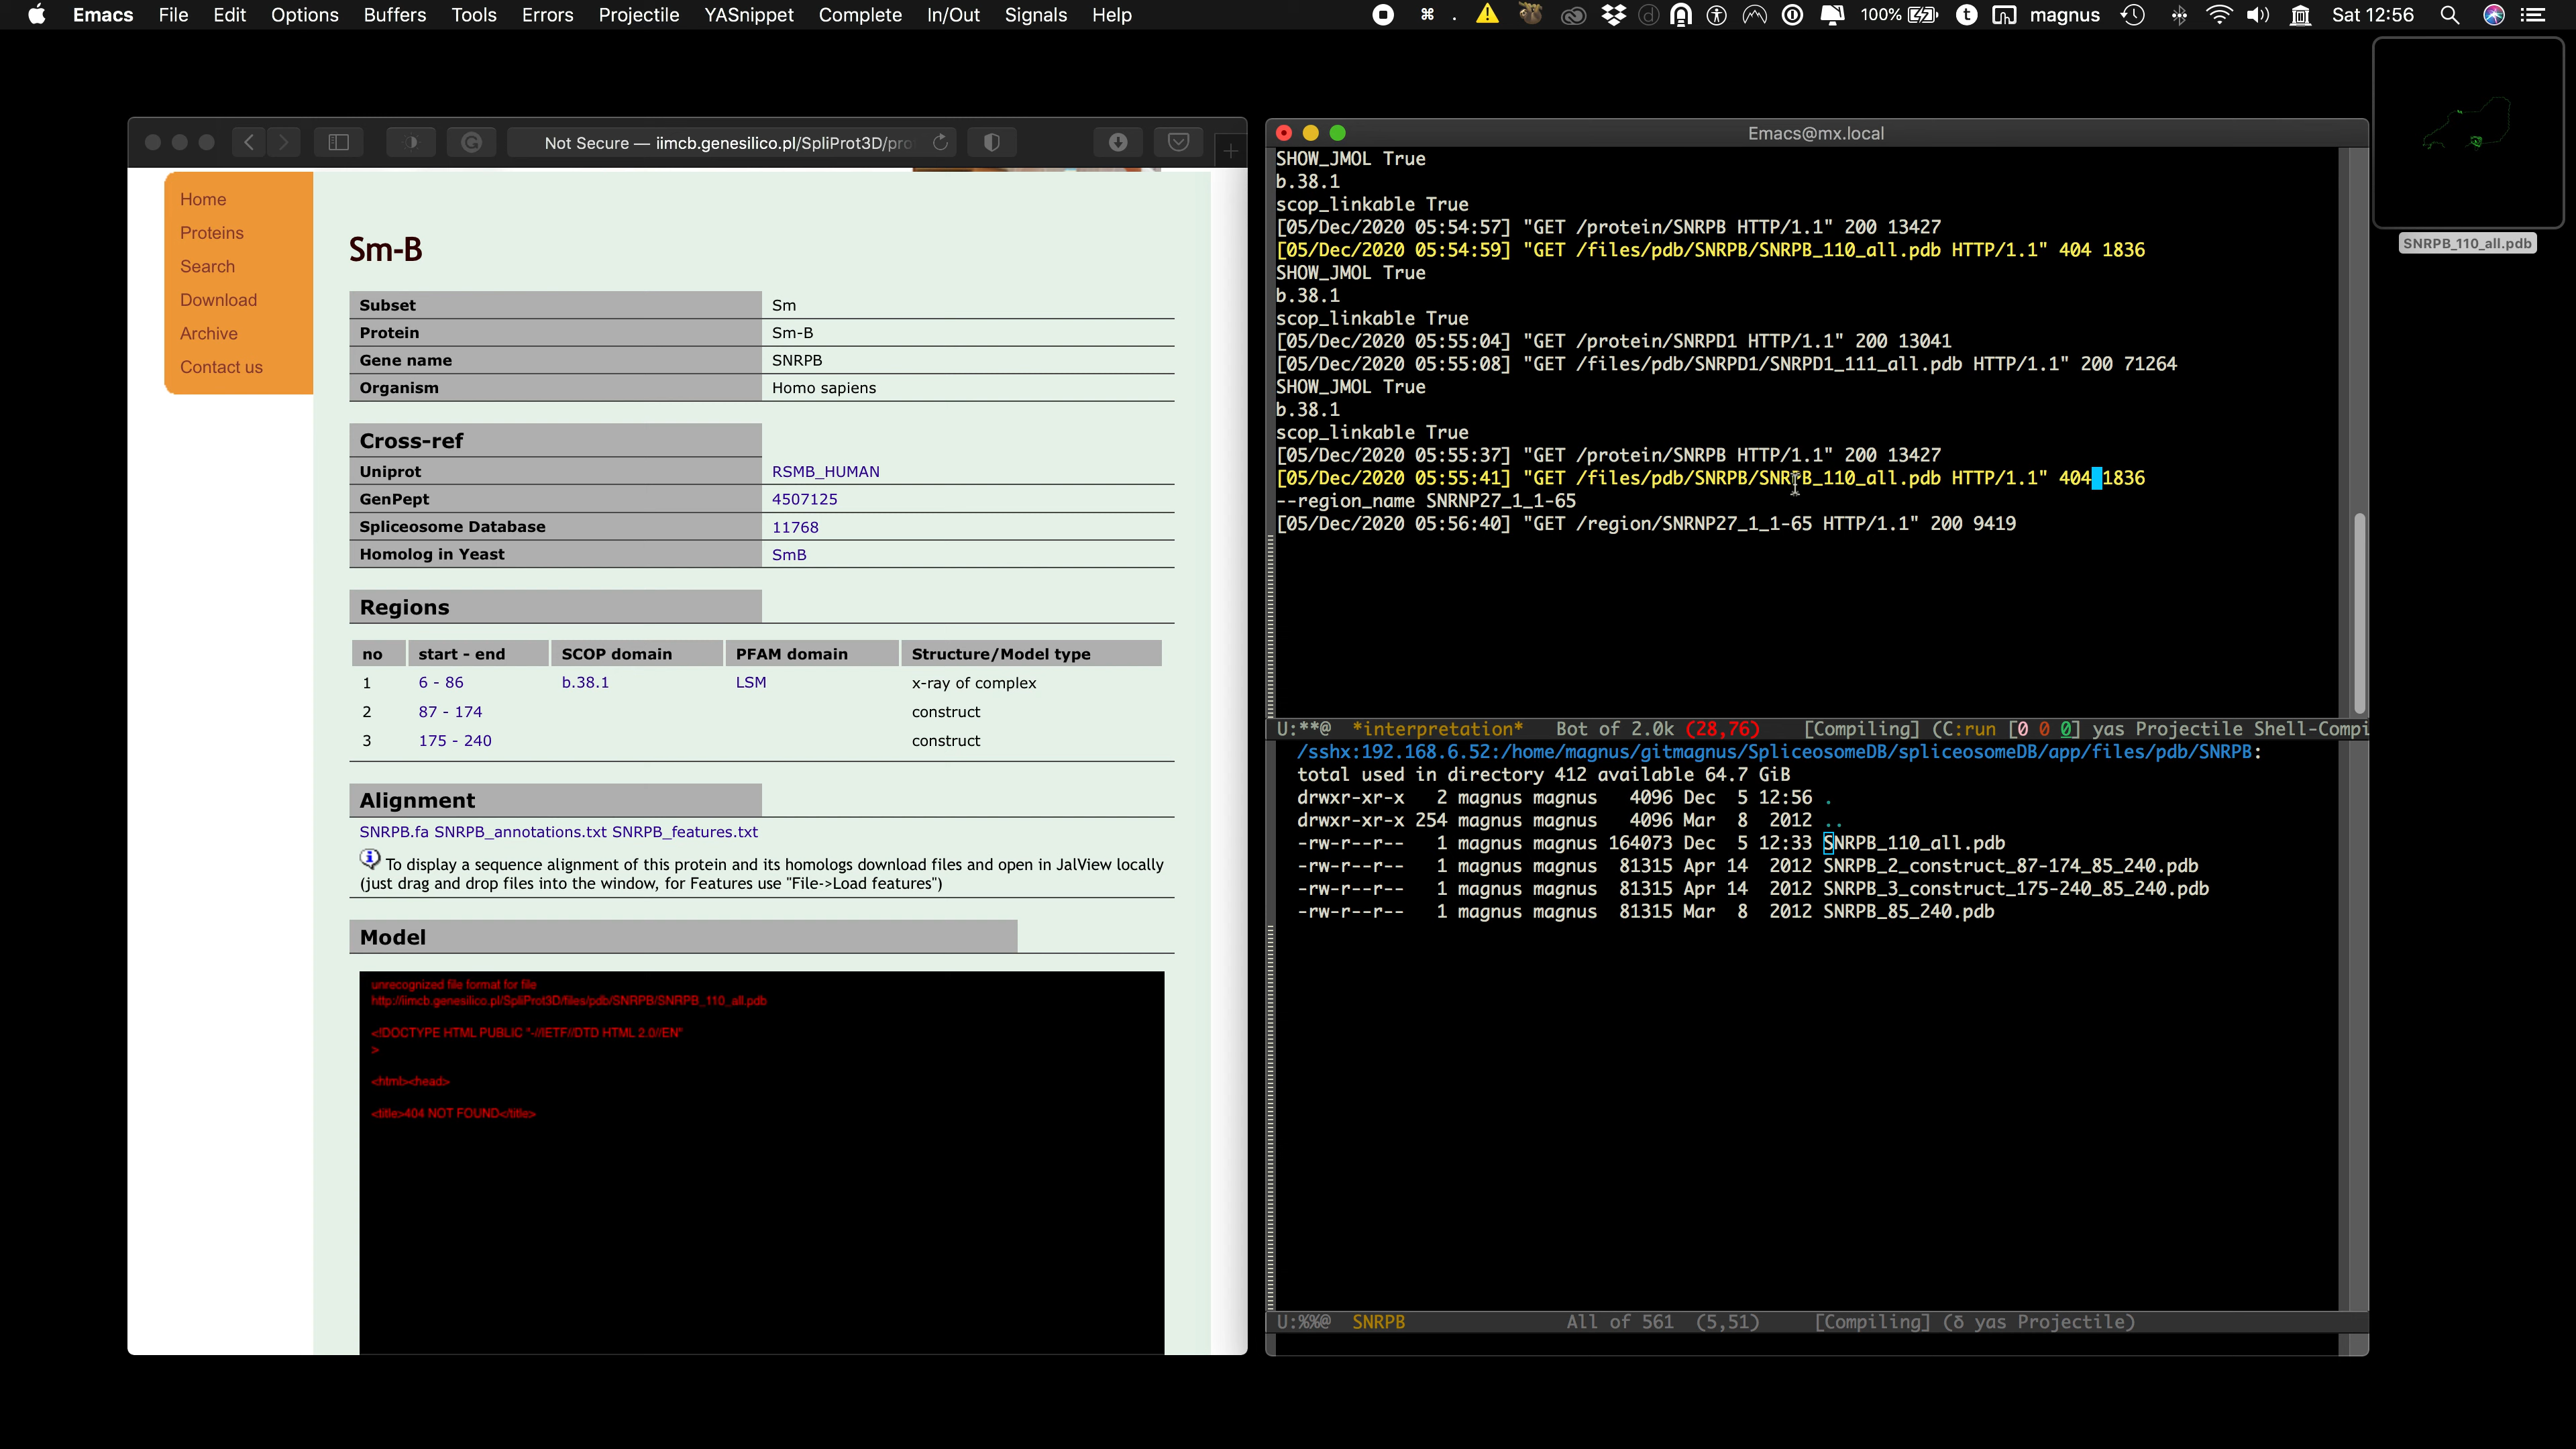 Emacs File Edit Options Buffers Tools Errors Projectile YASnippet Complete In/Out Signals Help 100% magnus Sat 12:56
Not Secure — iimcb.genesilico.pl/SpliProt3D/pro
Home
Proteins
Search
Download
Archive
Contact us
Sm-B
Subset Sm
Protein Sm-B
Gene name SNRPB
Organism Homo sapiens
Cross-ref
Uniprot RSMB_HUMAN
GenPept 4507125
Spliceosome Database 11768
Homolog in Yeast SmB
Regions
no start - end SCOP domain PFAM domain Structure/Model type
1 6 - 86 b.38.1 LSM x-ray of complex
2 87 - 174 construct
3 175 - 240 construct
Alignment
SNRPB.fa SNRPB_annotations.txt SNRPB_features.txt
To display a sequence alignment of this protein and its homologs download files and open in JalView locally
(just drag and drop files into the window, for Features use "File->Load features")
Model
unrecognized file format for file
http://iimcb.genesilico.pl/SpliProt3D/files/pdb/SNRPB/SNRPB_110_all.pdb
<!DOCTYPE HTML PUBLIC "-//IETF//DTD HTML 2.0//EN"
>
<html><head>
<title>404 NOT FOUND</title>
Emacs@mx.local
SHOW_JMOL True
b.38.1
scop_linkable True
[05/Dec/2020 05:54:57] "GET /protein/SNRPB HTTP/1.1" 200 13427
[05/Dec/2020 05:54:59] "GET /files/pdb/SNRPB/SNRPB_110_all.pdb HTTP/1.1" 404 1836
SHOW_JMOL True
b.38.1
scop_linkable True
[05/Dec/2020 05:55:04] "GET /protein/SNRPD1 HTTP/1.1" 200 13041
[05/Dec/2020 05:55:08] "GET /files/pdb/SNRPD1/SNRPD1_111_all.pdb HTTP/1.1" 200 71264
SHOW_JMOL True
b.38.1
scop_linkable True
[05/Dec/2020 05:55:37] "GET /protein/SNRPB HTTP/1.1" 200 13427
[05/Dec/2020 05:55:41] "GET /files/pdb/SNRPB/SNRPB_110_all.pdb HTTP/1.1" 404 1836
--region_name SNRNP27_1_1-65
[05/Dec/2020 05:56:40] "GET /region/SNRNP27_1_1-65 HTTP/1.1" 200 9419
U:**@ *interpretation* Bot of 2.0k (28,76) [Compiling] (C:run [0 0 0] yas Projectile Shell-Compi
/sshx:192.168.6.52:/home/magnus/gitmagnus/SpliceosomeDB/spliceosomeDB/app/files/pdb/SNRPB:
total used in directory 412 available 64.7 GiB
drwxr-xr-x 2 magnus magnus 4096 Dec 5 12:56 .
drwxr-xr-x 254 magnus magnus 4096 Mar 8 2012 ..
-rw-r--r-- 1 magnus magnus 164073 Dec 5 12:33 SNRPB_110_all.pdb
-rw-r--r-- 1 magnus magnus 81315 Apr 14 2012 SNRPB_2_construct_87-174_85_240.pdb
-rw-r--r-- 1 magnus magnus 81315 Apr 14 2012 SNRPB_3_construct_175-240_85_240.pdb
-rw-r--r-- 1 magnus magnus 81315 Mar 8 2012 SNRPB_85_240.pdb
U:%%@ SNRPB All of 561 (5,51) [Compiling] (δ yas Projectile)
SNRPB_110_all.pdb